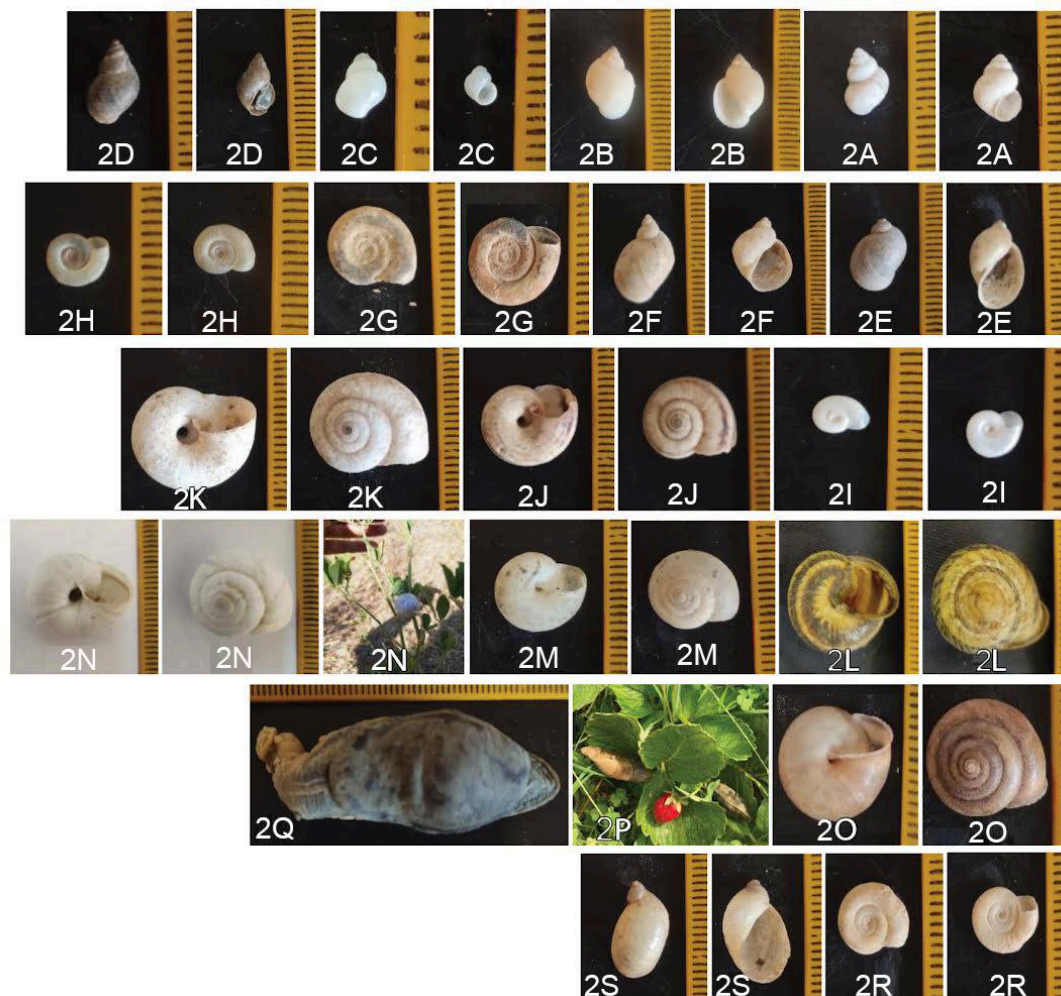 2D 2D 2C 2C 2B 2B 2A 2A
2H 2H 2G 2G 2F 2F 2E 2E
2K 2K 2J 2J 2I 2I
2N 2N 2N 2M 2M 2L 2L
2Q 2P 2O 2O
2S 2S 2R 2R